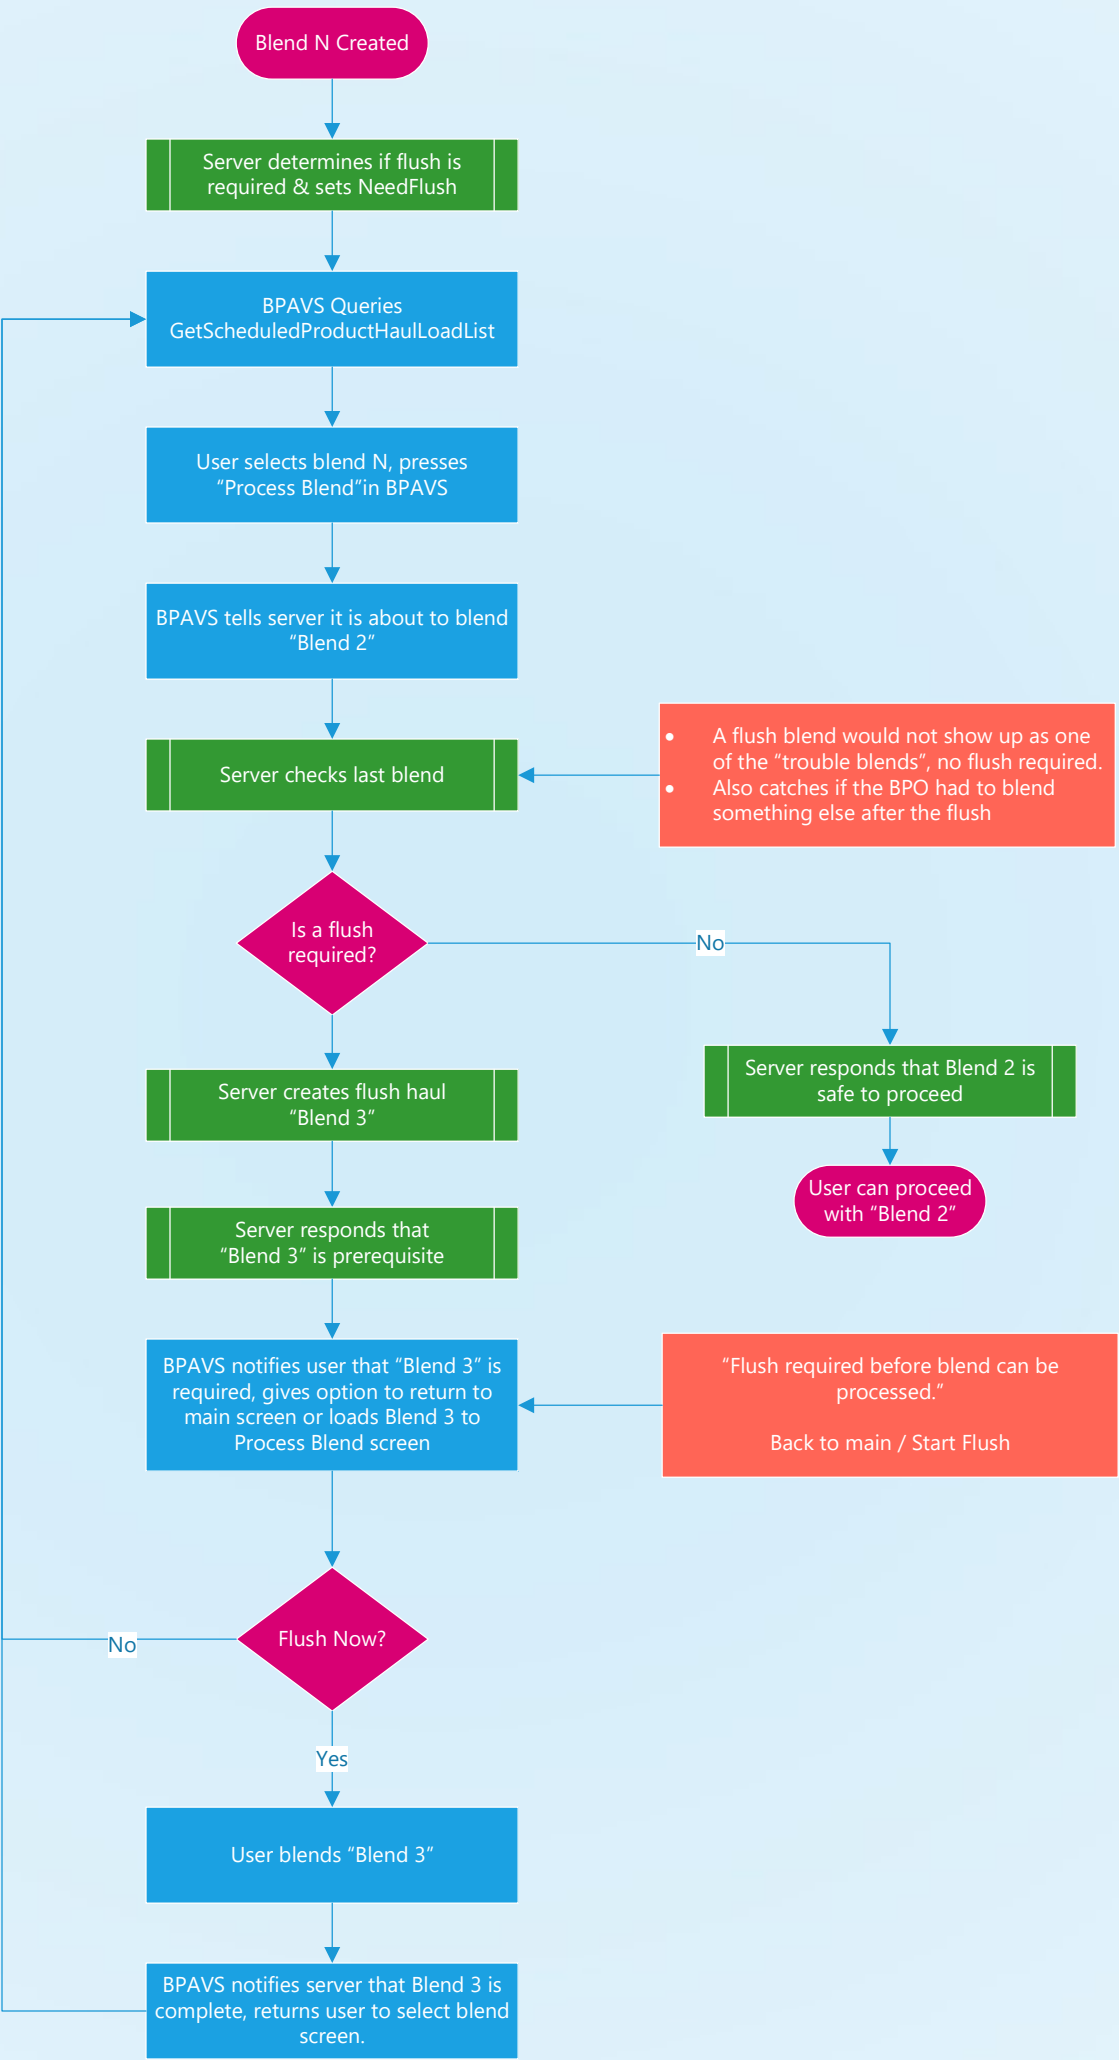 Blend N Created
Server determines if flush is
required & sets NeedFlush
BPAVS Queries
GetScheduledProductHaulLoadList
User selects blend N, presses
“Process Blend”in BPAVS
BPAVS tells server it is about to blend
“Blend 2”
Server checks last blend
• A flush blend would not show up as one
of the “trouble blends”, no flush required.
• Also catches if the BPO had to blend
something else after the flush
Is a flush
required?
No
Server creates flush haul
“Blend 3”
Server responds that Blend 2 is
safe to proceed
User can proceed
with “Blend 2”
Server responds that
“Blend 3” is prerequisite
BPAVS notifies user that “Blend 3” is
required, gives option to return to
main screen or loads Blend 3 to
Process Blend screen
“Flush required before blend can be
processed.”
Back to main / Start Flush
Flush Now?
No
Yes
User blends “Blend 3”
BPAVS notifies server that Blend 3 is
complete, returns user to select blend
screen.